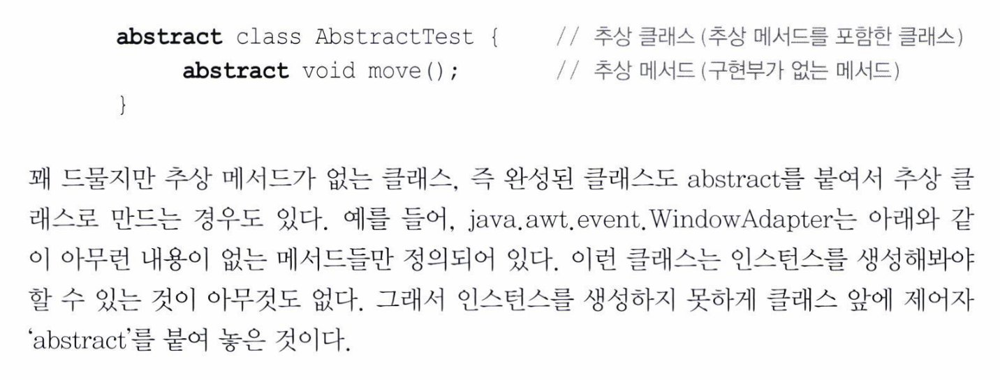 abstract class AbstractTest { // 추상 클래스(추상 메서드를 포함한 클래스)
abstract void move(); // 추상 메서드(구현부가 없는 메서드)
}
꽤 드물지만 추상 메서드가 없는 클래스, 즉 완성된 클래스도 abstract를 붙여서 추상 클
래스로 만드는 경우도 있다. 예를 들어, java.awt.event.WindowAdapter는 아래와 같
이 아무런 내용이 없는 메서드들만 정의되어 있다. 이런 클래스는 인스턴스를 생성해봐야
할 수 있는 것이 아무것도 없다. 그래서 인스턴스를 생성하지 못하게 클래스 앞에 제어자
‘abstract’를 붙여 놓은 것이다.